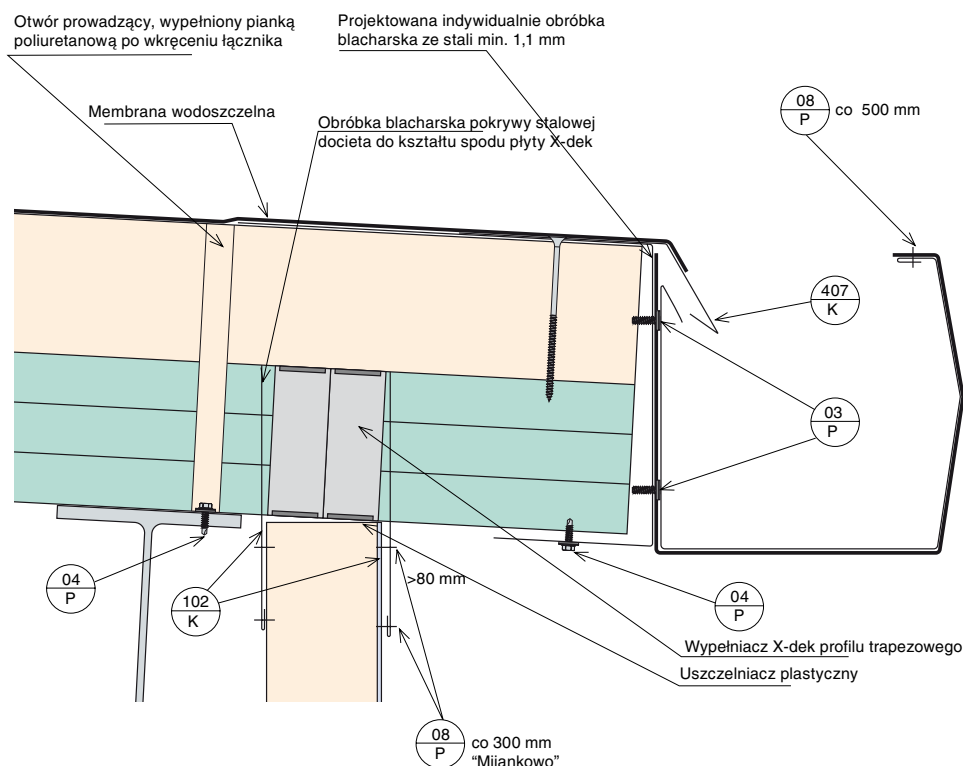 Otwór prowadzący, wypełniony pianką
poliuretanową po wkręceniu łącznika
Projektowana indywidualnie obróbka
blacharska ze stali min. 1,1 mm
Membrana wodoszczelna
Obróbka blacharska pokrywy stalowej
docieta do kształtu spodu płyty X-dek
08
P
co 500 mm
407
K
03
P
04
P
102
K
>80 mm
04
P
Wypełniacz X-dek profilu trapezowego
Uszczelniacz plastyczny
08
P
co 300 mm
“Mijankowo”